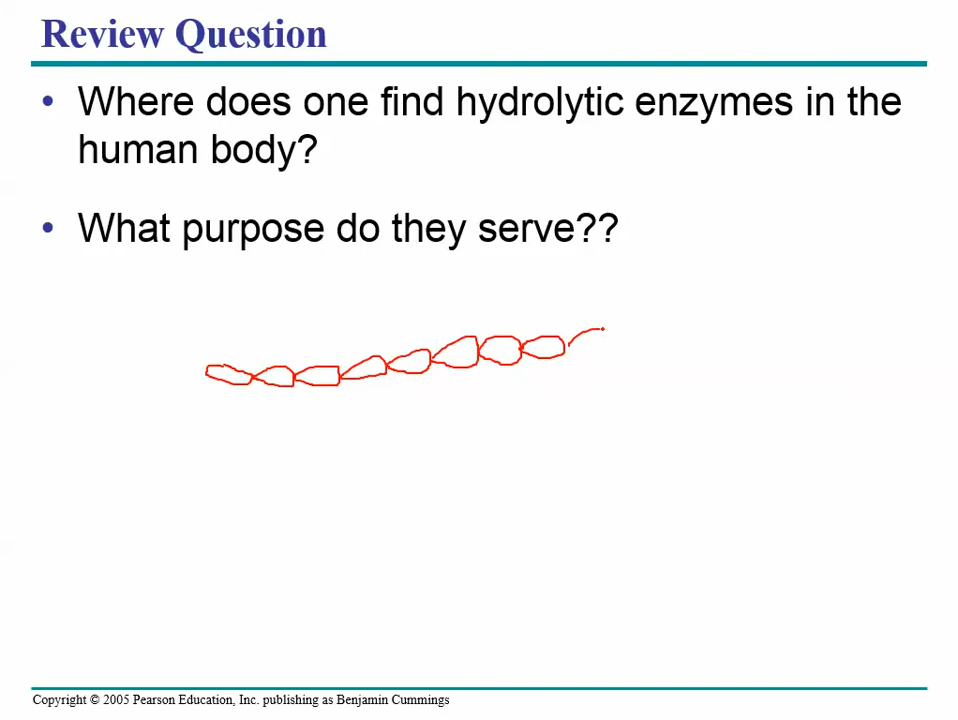 Review Question
• Where does one find hydrolytic enzymes in the
human body?
• What purpose do they serve??
Copyright © 2005 Pearson Education, Inc. publishing as Benjamin Cummings